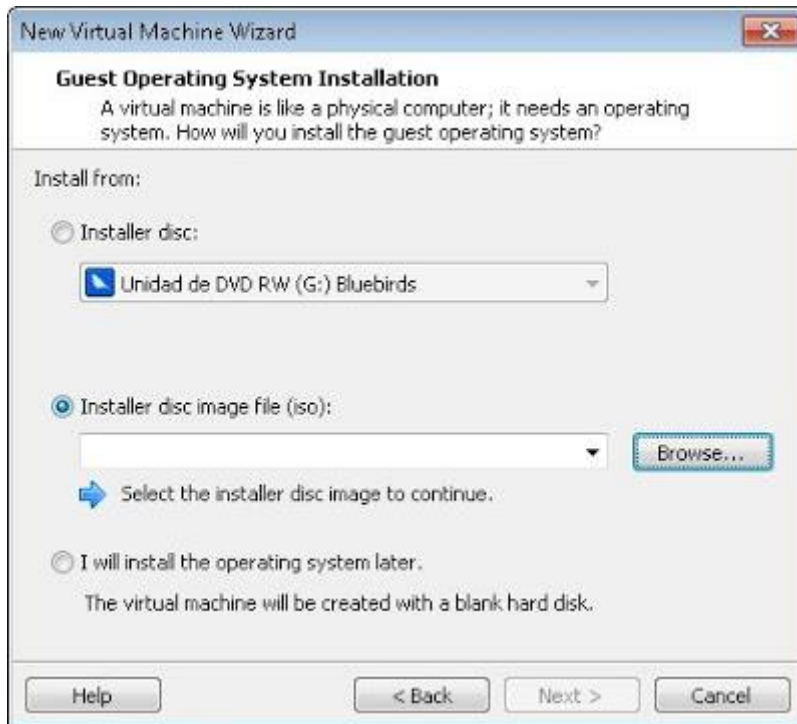 New Virtual Machine Wizard
Guest Operating System Installation
A virtual machine is like a physical computer; it needs an operating
system. How will you install the guest operating system?
Install from:
Installer disc:
Unidad de DVD RW (G:) Bluebirds
Installer disc image file (iso):
Browse...
Select the installer disc image to continue.
I will install the operating system later.
The virtual machine will be created with a blank hard disk.
Help
< Back
Next >
Cancel